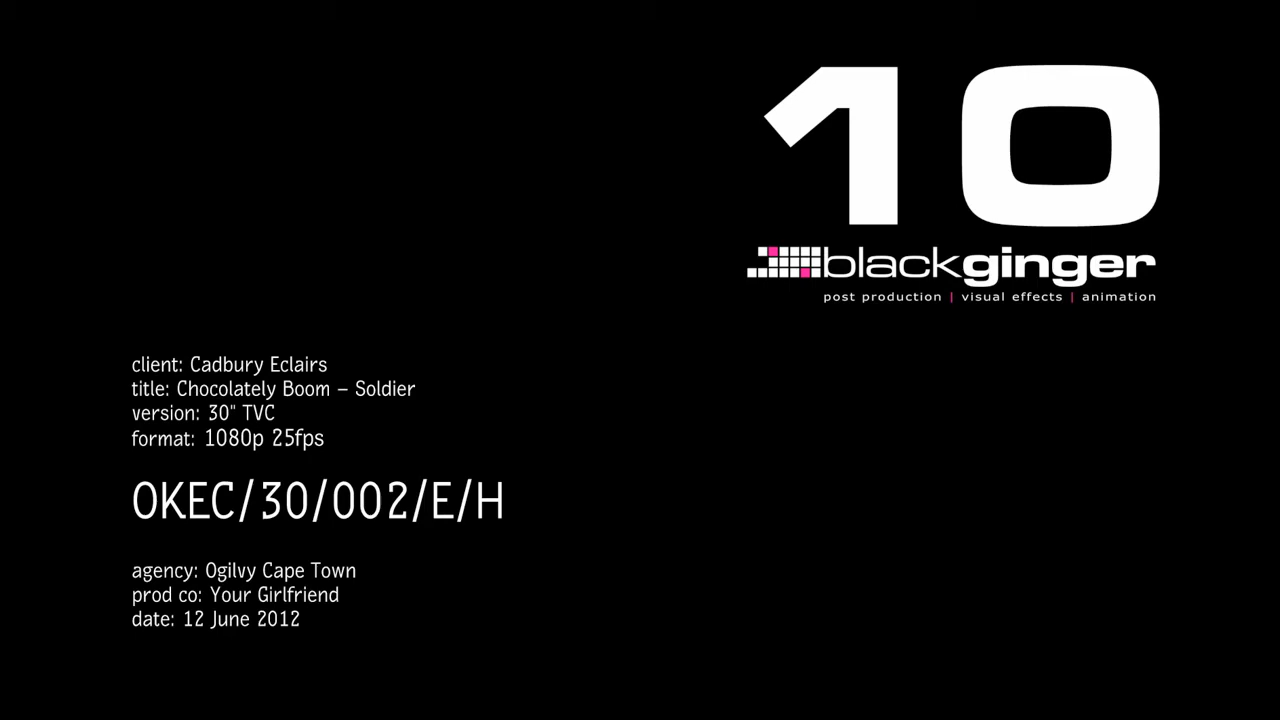 10
blackginger
post production | visual effects | animation
client: Cadbury Eclairs
title: Chocolately Boom – Soldier
version: 30" TVC
format: 1080p 25fps
OKEC/30/002/E/H
agency: Ogilvy Cape Town
prod co: Your Girlfriend
date: 12 June 2012